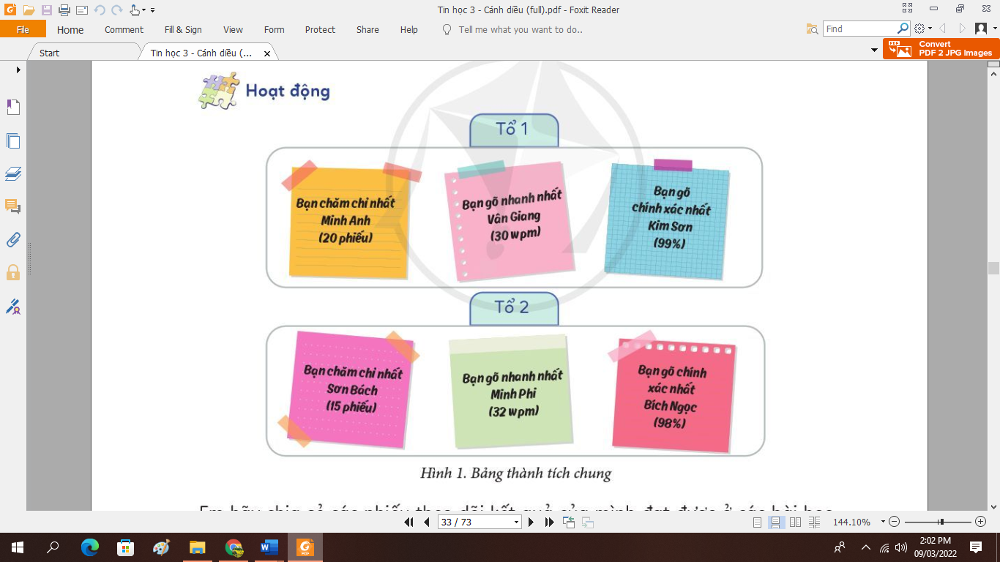 Tin học 3 - Cánh diều (full).pdf - Foxit Reader
File Home Comment Fill & Sign View Form Protect Share Help Tell me what you want to do.. Find
Start Tin học 3 - Cánh diều (... x
Convert
PDF 2 JPG Images
Hoạt động
Tổ 1
Bạn chăm chỉ nhất
Minh Anh
(20 phiếu)
Bạn gõ nhanh nhất
Vân Giang
(30 wpm)
Bạn gõ
chính xác nhất
Kim Sơn
(99%)
Tổ 2
Bạn chăm chỉ nhất
Sơn Bách
(15 phiếu)
Bạn gõ nhanh nhất
Minh Phi
(32 wpm)
Bạn gõ chính
xác nhất
Bích Ngọc
(98%)
Hình 1. Bảng thành tích chung
Em hãy chia sẻ các phiếu theo dõi kết quả của mình đạt được ở các bài học
33 / 73 144.10%
2:02 PM
09/03/2022